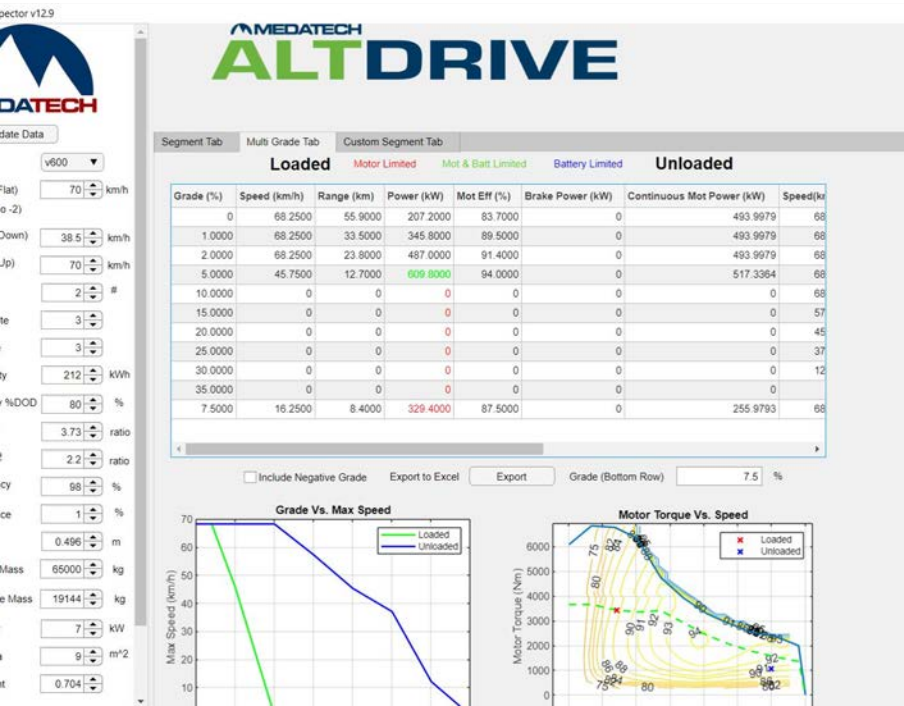 pector v12.9
MEDATECH
ALTDRIVE
DATECH
date Data
Segment Tab Multi Grade Tab Custom Segment Tab
Loaded Motor Limited Mot & Batt Limited Battery Limited Unloaded
v600
Flat) 70 km/h
o -2)
Down) 38.5 km/h
Up) 70 km/h
2 #
te 3
3
ty 212 kWh
y %DOD 80 %
3.73 ratio
2.2 ratio
cy 98 %
ce 1 %
0.496 m
Mass 65000 kg
e Mass 19144 kg
7 kW
a 9 m^2
nt 0.704
Grade (%) Speed (km/h) Range (km) Power (kW) Mot Eff (%) Brake Power (kW) Continuous Mot Power (kW) Speed(k
0 68.2500 55.9000 207.2000 83.7000 0 493.9979 68
1.0000 68.2500 33.5000 345.8000 89.5000 0 493.9979 68
2.0000 68.2500 23.8000 487.0000 91.4000 0 493.9979 68
5.0000 45.7500 12.7000 609.8000 94.0000 0 517.3364 68
10.0000 0 0 0 0 0 0 68
15.0000 0 0 0 0 0 0 57
20.0000 0 0 0 0 0 0 45
25.0000 0 0 0 0 0 0 37
30.0000 0 0 0 0 0 0 12
35.0000 0 0 0 0 0 0
7.5000 16.2500 8.4000 329.4000 87.5000 0 255.9793 68
Include Negative Grade Export to Excel Export Grade (Bottom Row) 7.5 %
Grade Vs. Max Speed
Loaded
Unloaded
Max Speed (km/h)
70
60
50
40
30
20
10
Motor Torque Vs. Speed
Loaded
Unloaded
Motor Torque (Nm)
6000
5000
4000
3000
2000
1000
0
75
80
90
91
92
93
94
92
86
88
80